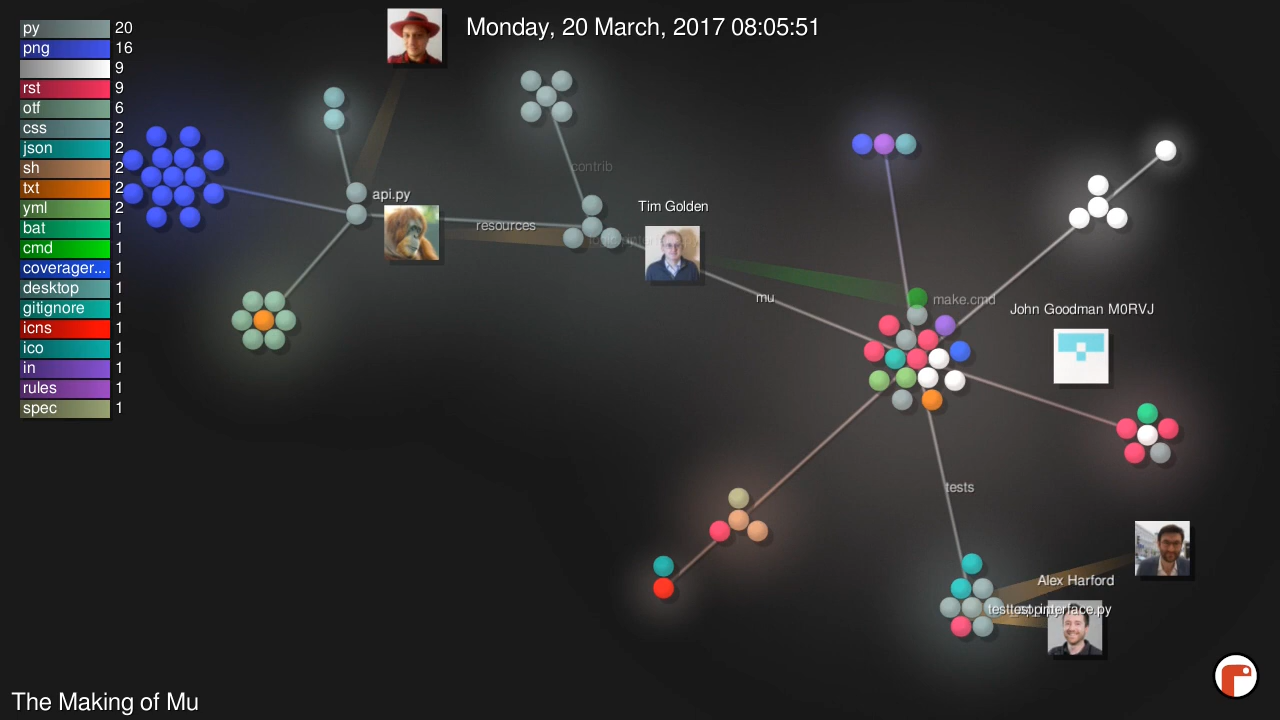 Monday, 20 March, 2017 08:05:51
py 20
png 16
9
rst 9
otf 6
css 2
json 2
sh 2
txt 2
yml 2
bat 1
cmd 1
coverager... 1
desktop 1
gitignore 1
icns 1
ico 1
in 1
rules 1
spec 1
contrib
api.py
Tim Golden
resources
mu
make.cmd
John Goodman M0RVJ
tests
Alex Harford
The Making of Mu